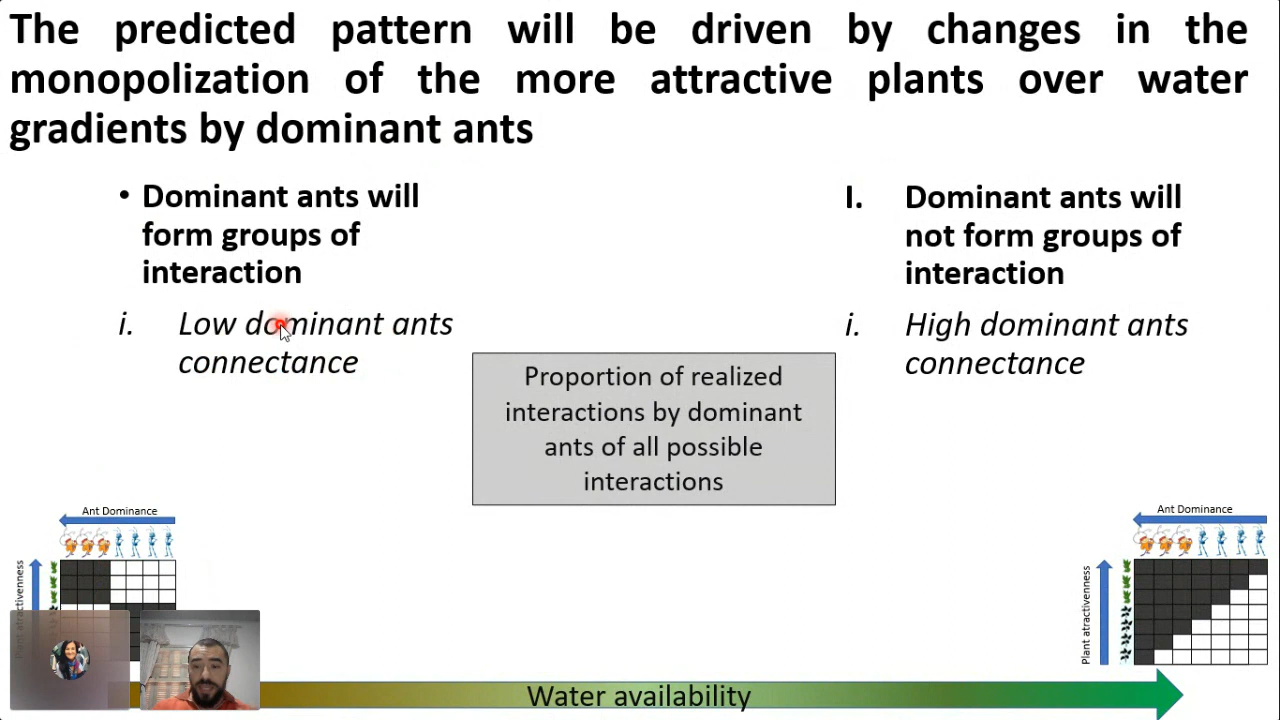 The predicted pattern will be driven by changes in the
monopolization of the more attractive plants over water
gradients by dominant ants
• Dominant ants will
form groups of
interaction
i. Low dominant ants
connectance
I. Dominant ants will
not form groups of
interaction
i. High dominant ants
connectance
Proportion of realized
interactions by dominant
ants of all possible
interactions
Ant Dominance
Ant Dominance
Plant atractivenness
Plant atractivenness
Water availability